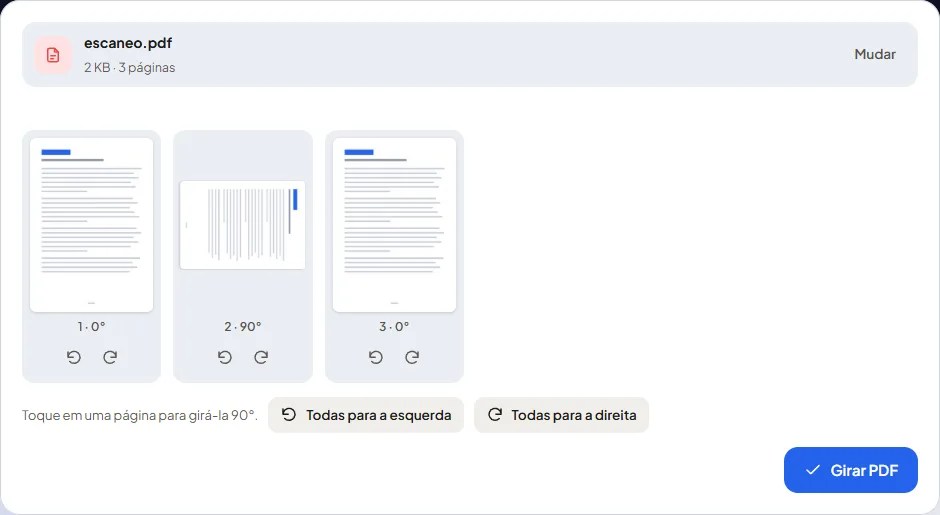 escaneo.pdf
2 KB · 3 páginas
Mudar
1 · 0°
2 · 90°
3 · 0°
Toque em uma página para girá-la 90°.
Todas para a esquerda
Todas para a direita
Girar PDF